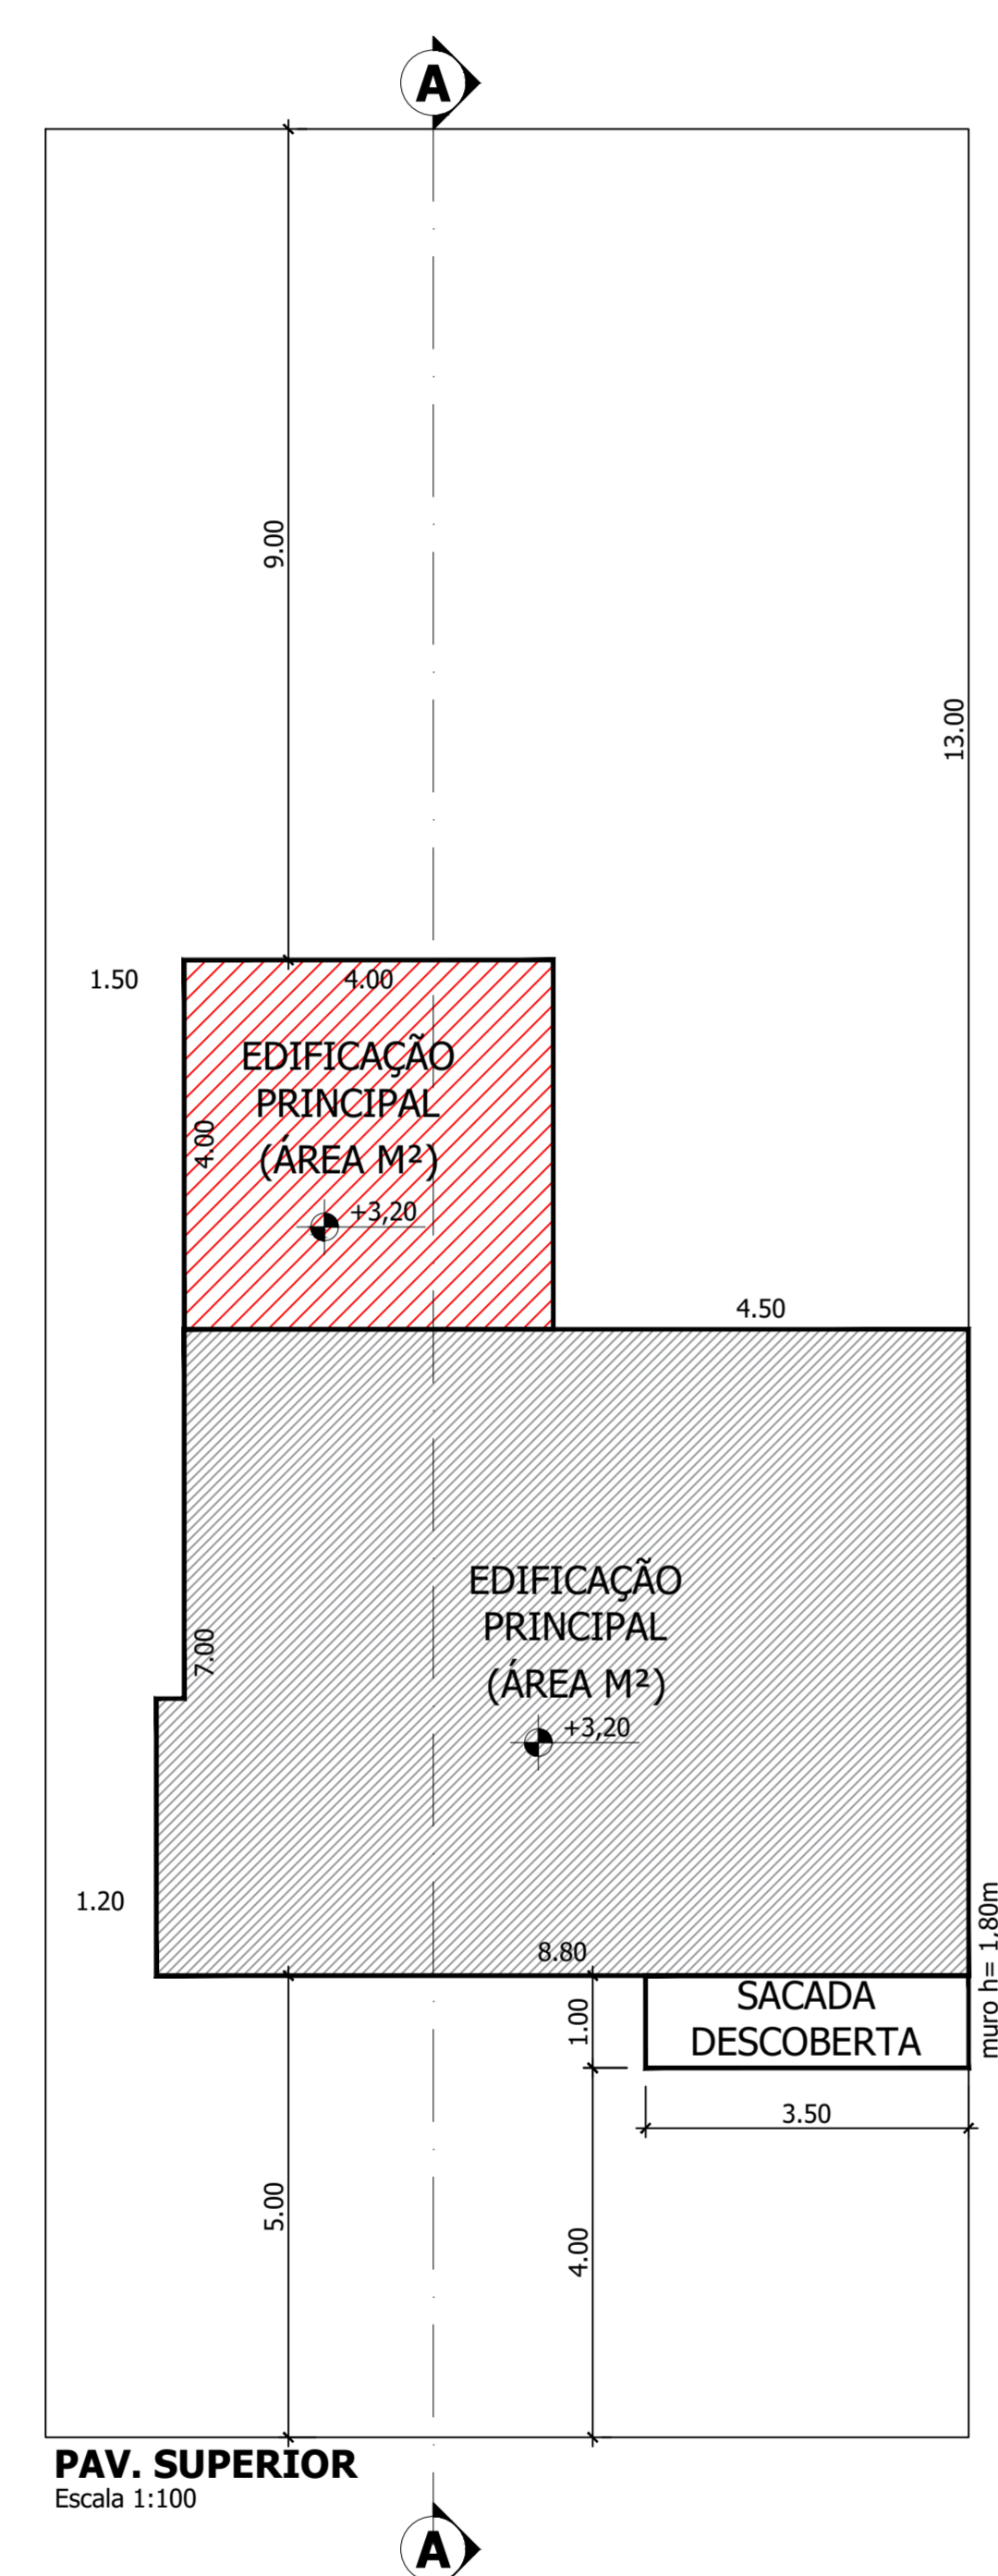 A
9.00
13.00
1.50
4.00
EDIFICAÇÃO
PRINCIPAL
(ÁREA M²)
4.00
+3,20
4.50
EDIFICAÇÃO
PRINCIPAL
(ÁREA M²)
7.00
+3,20
1.20
8.80
muro h= 1,80m
SACADA
DESCOBERTA
1.00
3.50
5.00
4.00
PAV. SUPERIOR
Escala 1:100
A